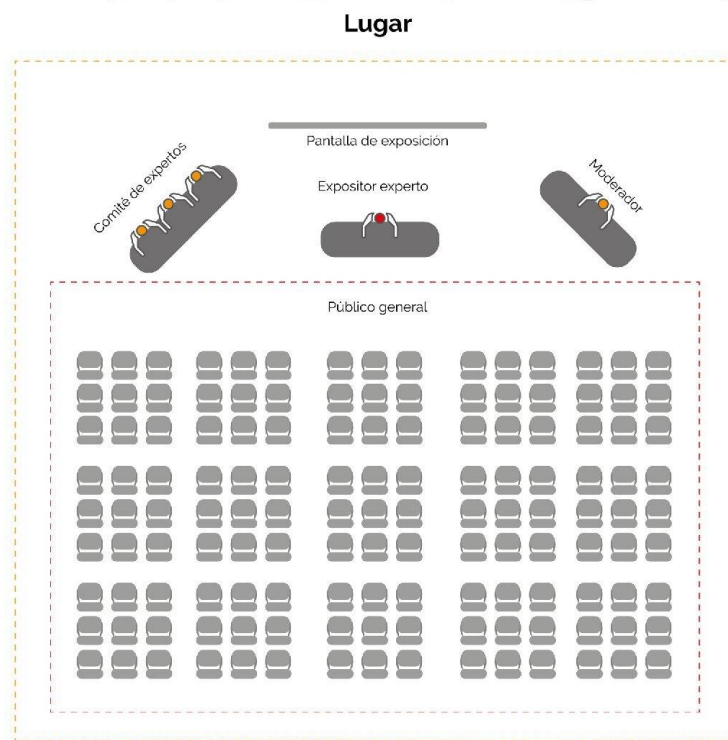 Lugar
Pantalla de exposición
Comité de expertos
Expositor experto
Moderador
Público general